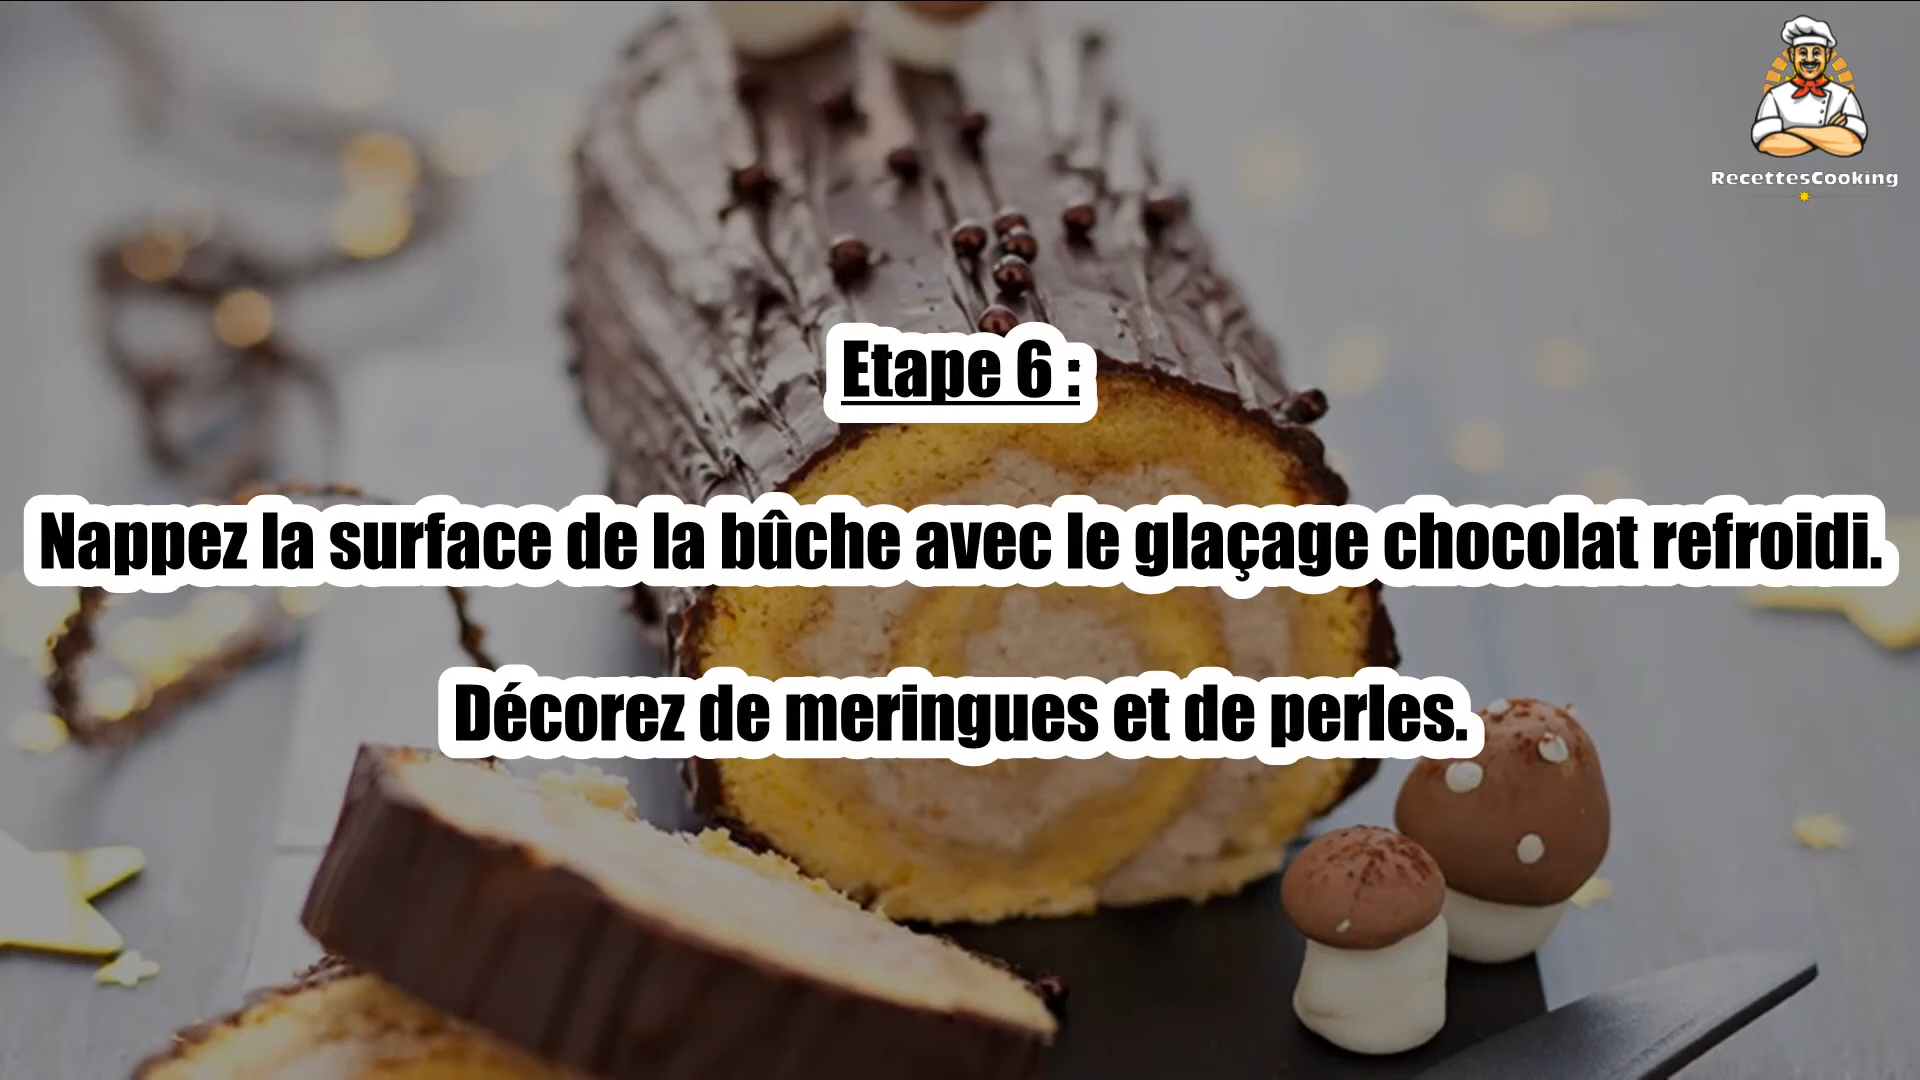 RecettesCooking
Etape 6 :
Nappez la surface de la bûche avec le glaçage chocolat refroidi.
Décorez de meringues et de perles.